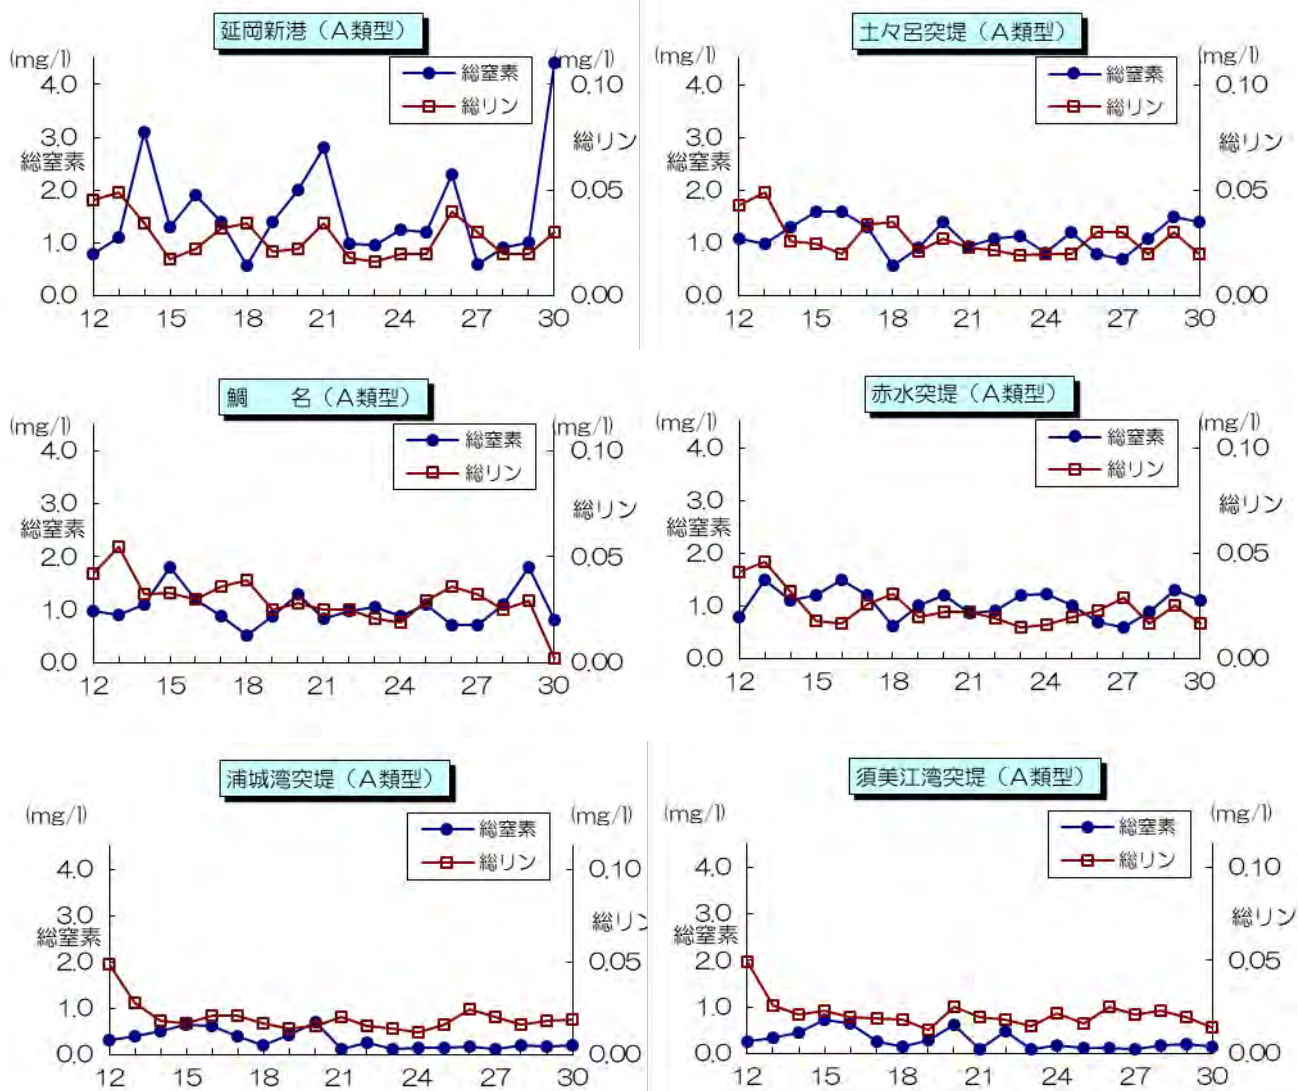 延岡新港（A類型）
(mg/l)
(mg/l)
総窒素
総リン
4.0
3.0
総窒素
2.0
1.0
0.0
0.10
総リン
0.05
0.00
12 15 18 21 24 27 30
土々呂突堤（A類型）
(mg/l)
(mg/l)
総窒素
総リン
4.0
3.0
総窒素
2.0
1.0
0.0
0.10
総リン
0.05
0.00
12 15 18 21 24 27 30
鯛　　名（A類型）
(mg/l)
(mg/l)
総窒素
総リン
4.0
3.0
総窒素
2.0
1.0
0.0
0.10
総リン
0.05
0.00
12 15 18 21 24 27 30
赤水突堤（A類型）
(mg/l)
(mg/l)
総窒素
総リン
4.0
3.0
総窒素
2.0
1.0
0.0
0.10
総リン
0.05
0.00
12 15 18 21 24 27 30
浦城湾突堤（A類型）
(mg/l)
(mg/l)
総窒素
総リン
4.0
3.0
総窒素
2.0
1.0
0.0
0.10
総リン
0.05
0.00
12 15 18 21 24 27 30
須美江湾突堤（A類型）
(mg/l)
(mg/l)
総窒素
総リン
4.0
3.0
総窒素
2.0
1.0
0.0
0.10
総リン
0.05
0.00
12 15 18 21 24 27 30